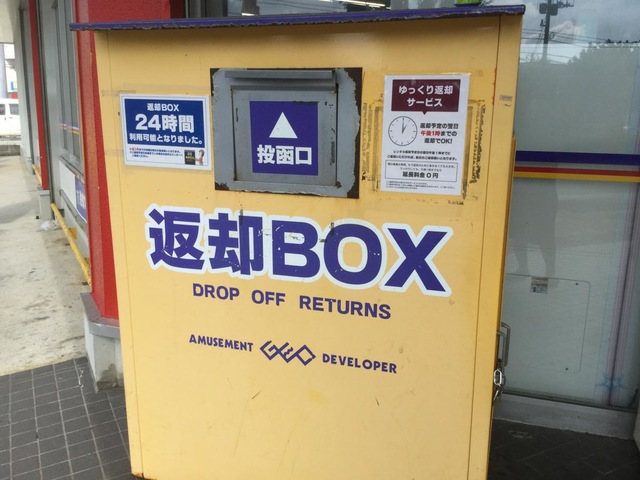 返却BOX
24時間
利用可能となりました。
投函口
ゆっくり返却
サービス
返却予定の翌日
午後1時までの
返却でOK!
延長料金0円
返却BOX
DROP OFF RETURNS
AMUSEMENT GEO DEVELOPER